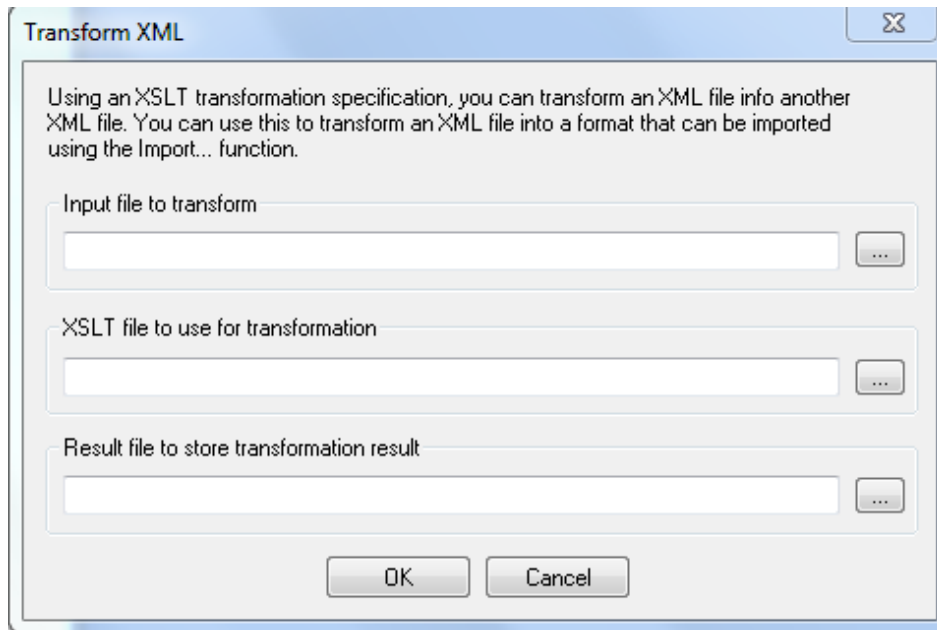 Transform XML
Using an XSLT transformation specification, you can transform an XML file info another
XML file. You can use this to transform an XML file into a format that can be imported
using the Import... function.
Input file to transform
...
XSLT file to use for transformation
...
Result file to store transformation result
...
OK Cancel